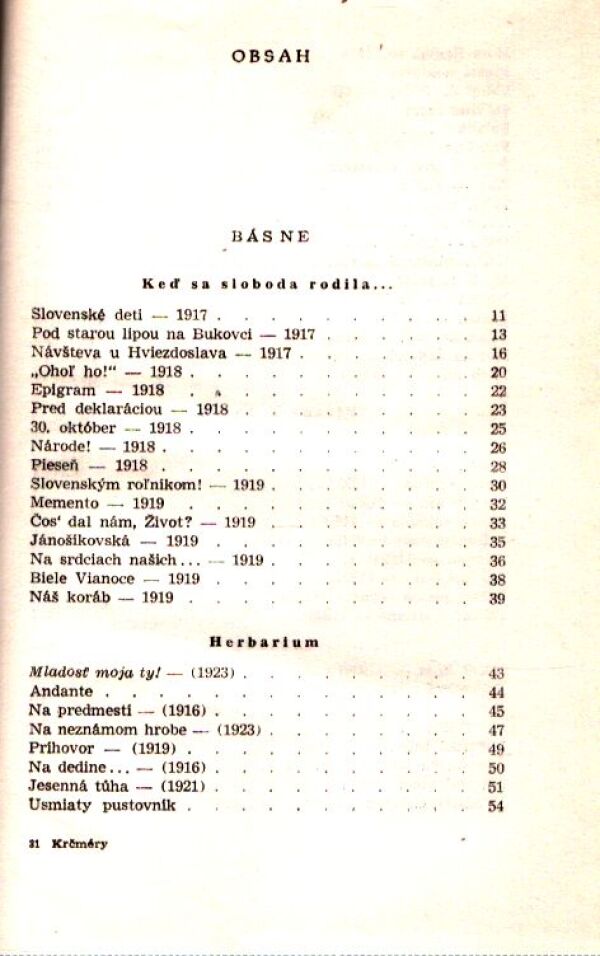 OBSAH
BÁSNE
Keď sa sloboda rodila...
Slovenské deti — 1917 . . . . . . . . 11
Pod starou lipou na Bukovci — 1917 . . . . . 13
Návšteva u Hviezdoslava — 1917 . . . . . . 16
„Ohoľ ho!“ — 1918 . . . . . . . . . 20
Epigram — 1918 . . . . . . . . . 22
Pred deklaráciou — 1918 . . . . . . . . 23
30. október — 1918 . . . . . . . . . 25
Národe! — 1918 . . . . . . . . . . 26
Pieseň — 1918 . . . . . . . . . . 28
Slovenským roľníkom! — 1919 . . . . . . . 30
Memento — 1919 . . . . . . . . . 32
Čos' dal nám, Život? — 1919 . . . . . . . 33
Jánošíkovská — 1919 . . . . . . . . 35
Na srdciach našich... — 1919 . . . . . . . 36
Biele Vianoce — 1919 . . . . . . . . 38
Náš koráb — 1919 . . . . . . . . . 39
Herbarium
Mladosť moja ty! — (1923) . . . . . . . 43
Andante . . . . . . . . . . . . 44
Na predmestí — (1916) . . . . . . . . 45
Na neznámom hrobe — (1923) . . . . . . 47
Príhovor — (1919) . . . . . . . . . 49
Na dedine... — (1916) . . . . . . . . 50
Jesenná túha — (1921) . . . . . . . . 51
Usmiaty pustovník . . . . . . . . . 54
31 Krčméry